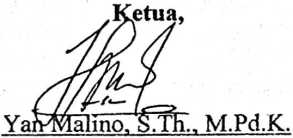 Ketua,
Yan Malino, S.Th., M.Pd.K.